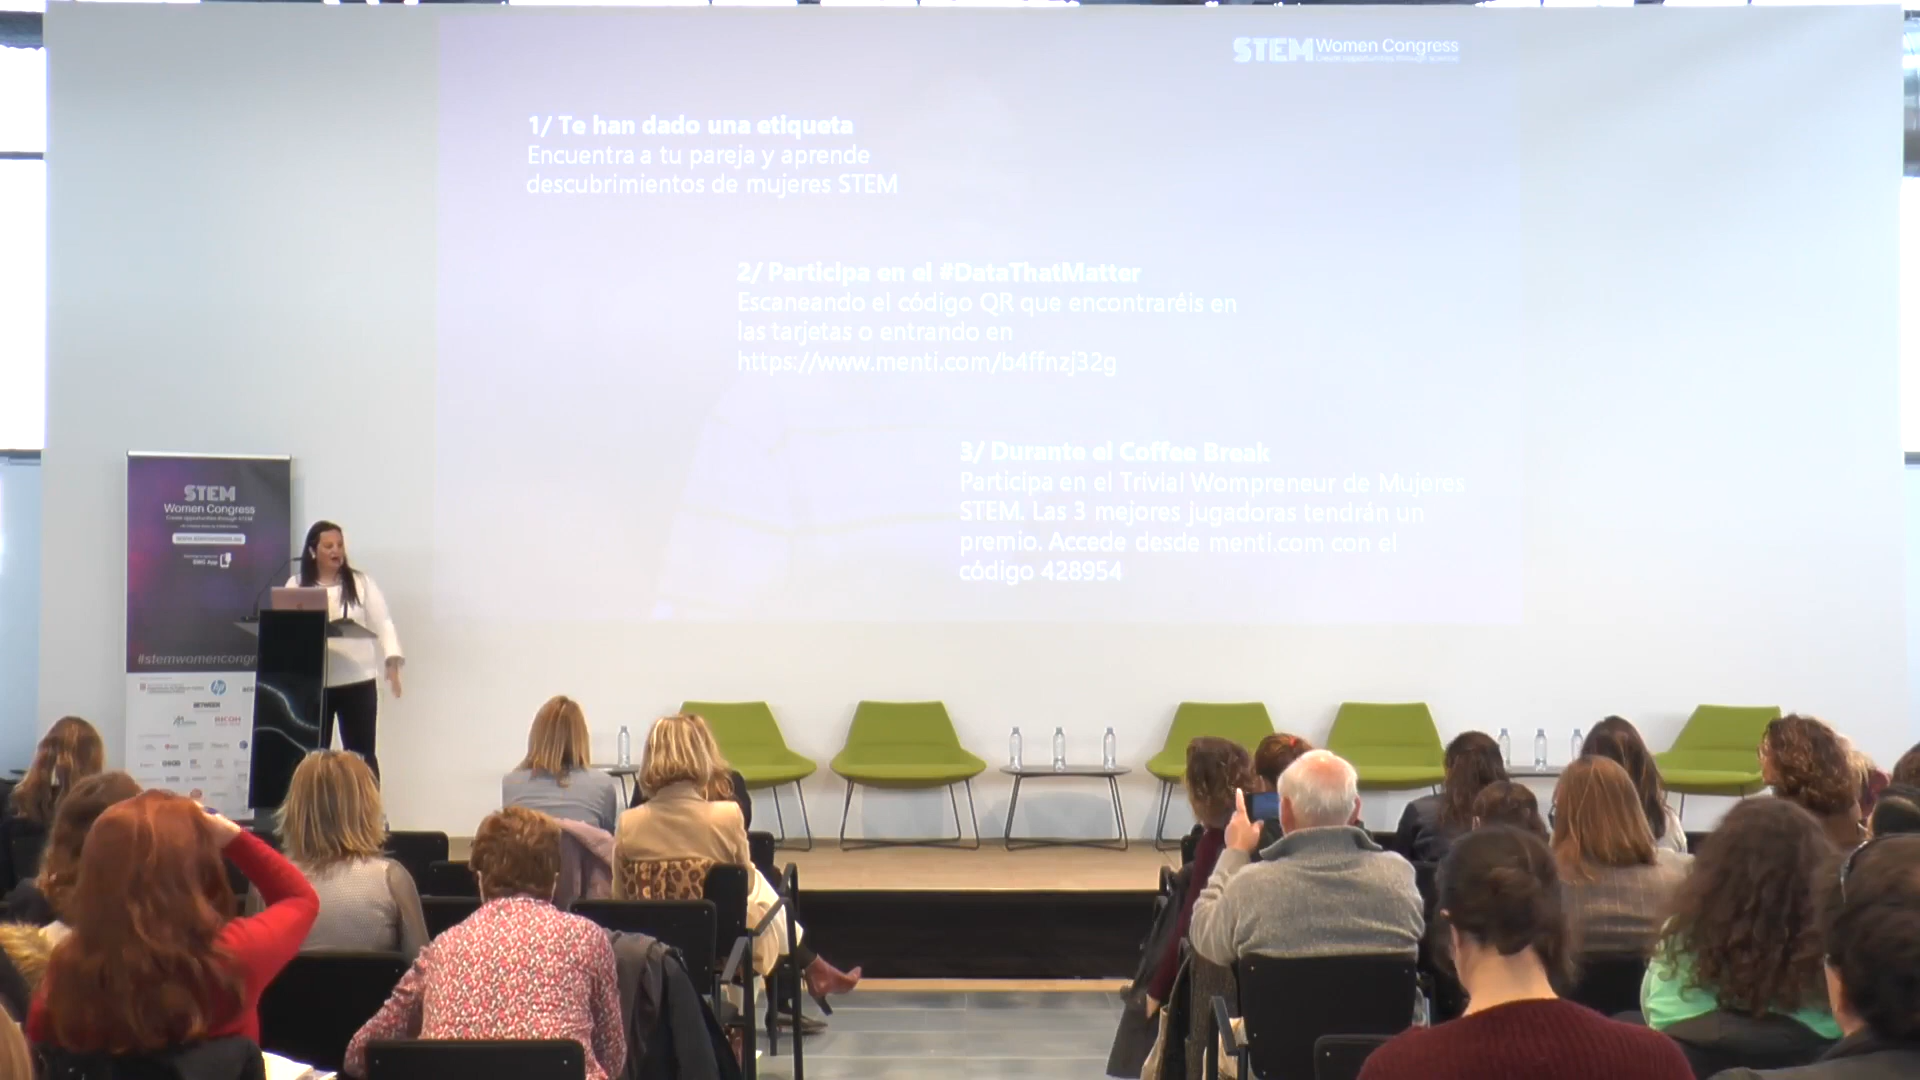 STEM Women Congress
1/ Te han dado una etiqueta
Encuentra a tu pareja y aprende
descubrimientos de mujeres STEM
2/ Participa en el #DataThatMatter
Escaneando el código QR que encontraréis en
las tarjetas o entrando en
https://www.menti.com/b4ffnzj32g
3/ Durante el Coffee Break
Participa en el Trivial Wompreneur de Mujeres
STEM. Las 3 mejores jugadoras tendrán un
premio. Accede desde menti.com con el
código 428954
STEM
Women Congress
#stemwomencongr
hp
BETWEEN
RICOH